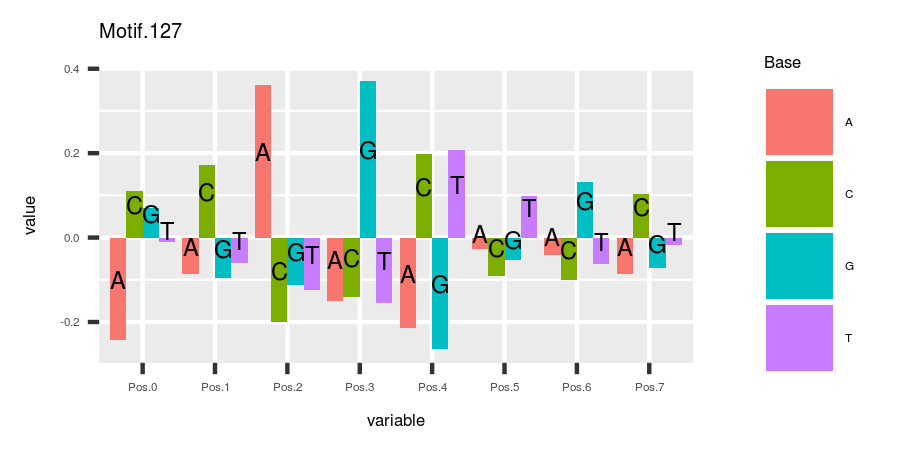 Motif.127
Base
0.4
0.2
0.0
-0.2
value
A C G T A C G T A C G T A C G T A C G T A C G T A C G T A C G T
Pos.0 Pos.1 Pos.2 Pos.3 Pos.4 Pos.5 Pos.6 Pos.7
variable
A
C
G
T